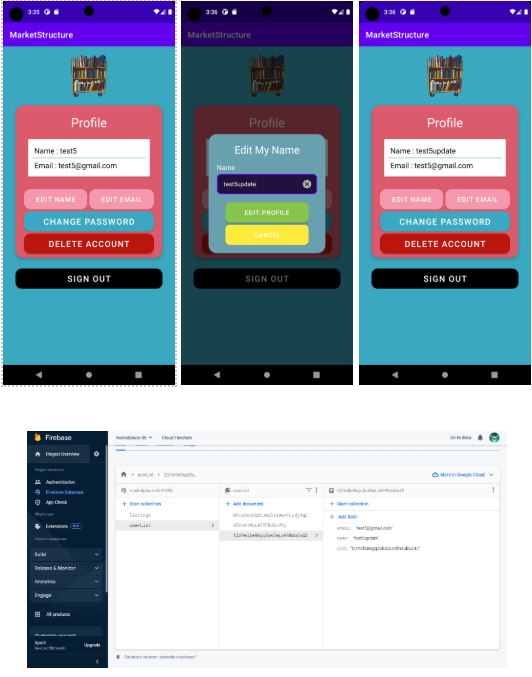 3:35
MarketStructure
Profile
Name : test5
Email : test5@gmail.com
EDIT NAME EDIT EMAIL
CHANGE PASSWORD
DELETE ACCOUNT
SIGN OUT
3:36
MarketStructure
Profile
Edit My Name
Name
test5update
EDIT PROFILE
CANCEL
SIGN OUT
3:36
MarketStructure
Profile
Name : test5update
Email : test5@gmail.com
EDIT NAME EDIT EMAIL
CHANGE PASSWORD
DELETE ACCOUNT
SIGN OUT
Firebase
Project Overview
Authentication
Firestore Database
App Check
What's new
Extensions
Build
Release & Monitor
Analytics
Engage
All products
Spark
Upgrade
marketplace-db Cloud Firestore
Go to docs
userList
More in Google Cloud
userList
+ Start collection
listings
userList
+ Add document
+ Start collection
+ Add field
email: "test5@gmail.com"
name: "test5update"
uid:
Database location: